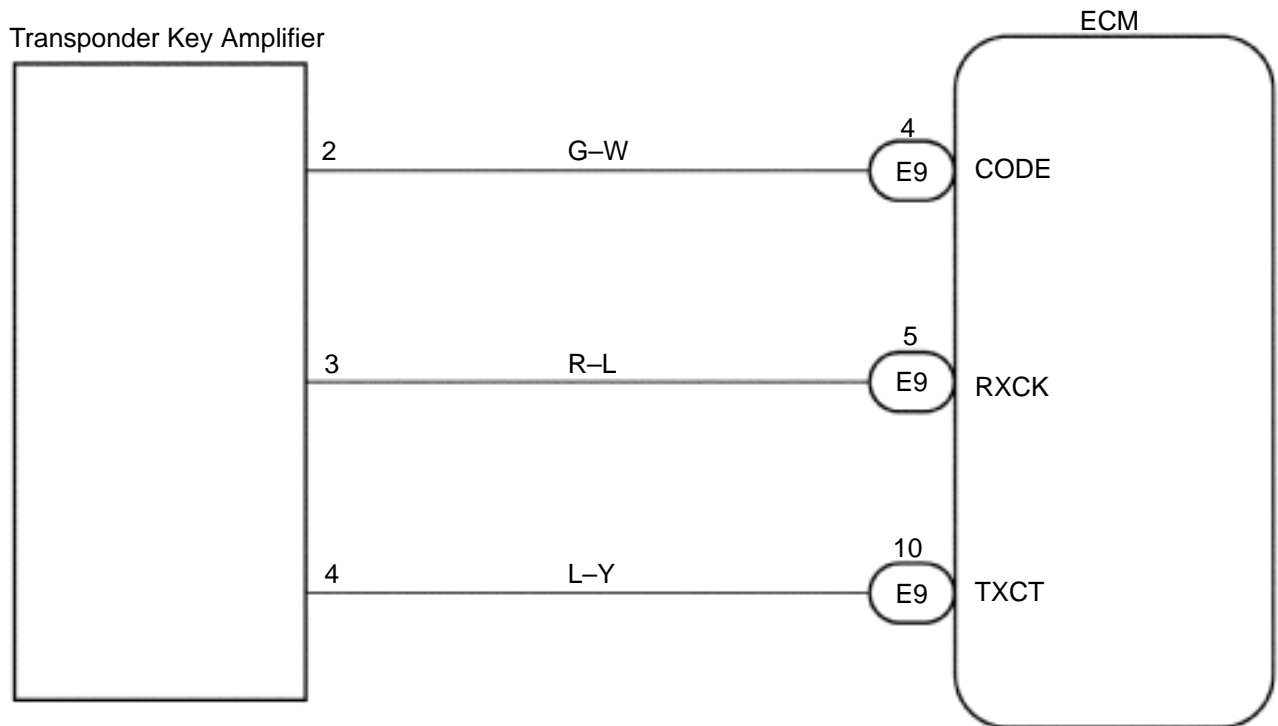 ECM
Transponder Key Amplifier
2 G–W 4
E9 CODE
3 R–L 5
E9 RXCK
4 L–Y 10
E9 TXCT